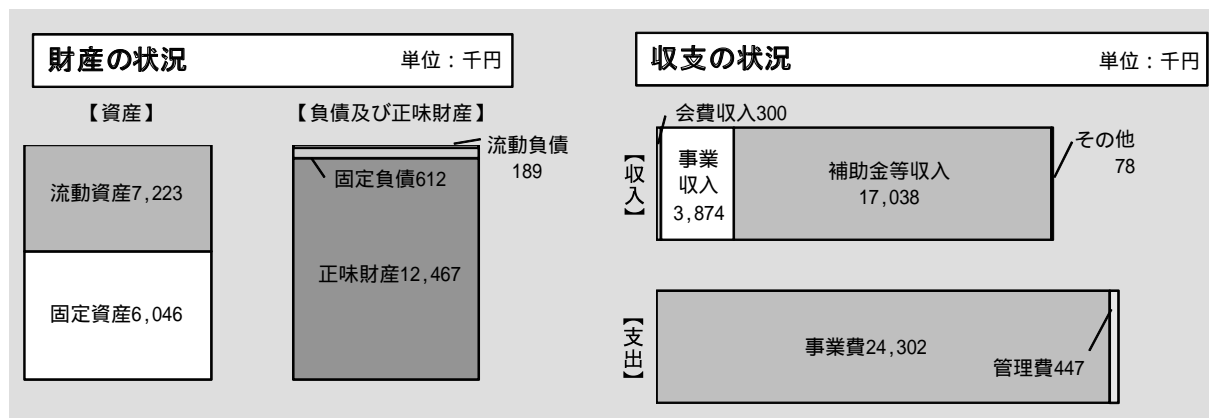 財産の状況
単位：千円
【資産】
流動資産7,223
固定資産6,046
【負債及び正味財産】
流動負債
189
固定負債612
正味財産12,467
収支の状況
単位：千円
【収入】
会費収入300
事業
収入
3,874
補助金等収入
17,038
その他
78
【支出】
事業費24,302
管理費447